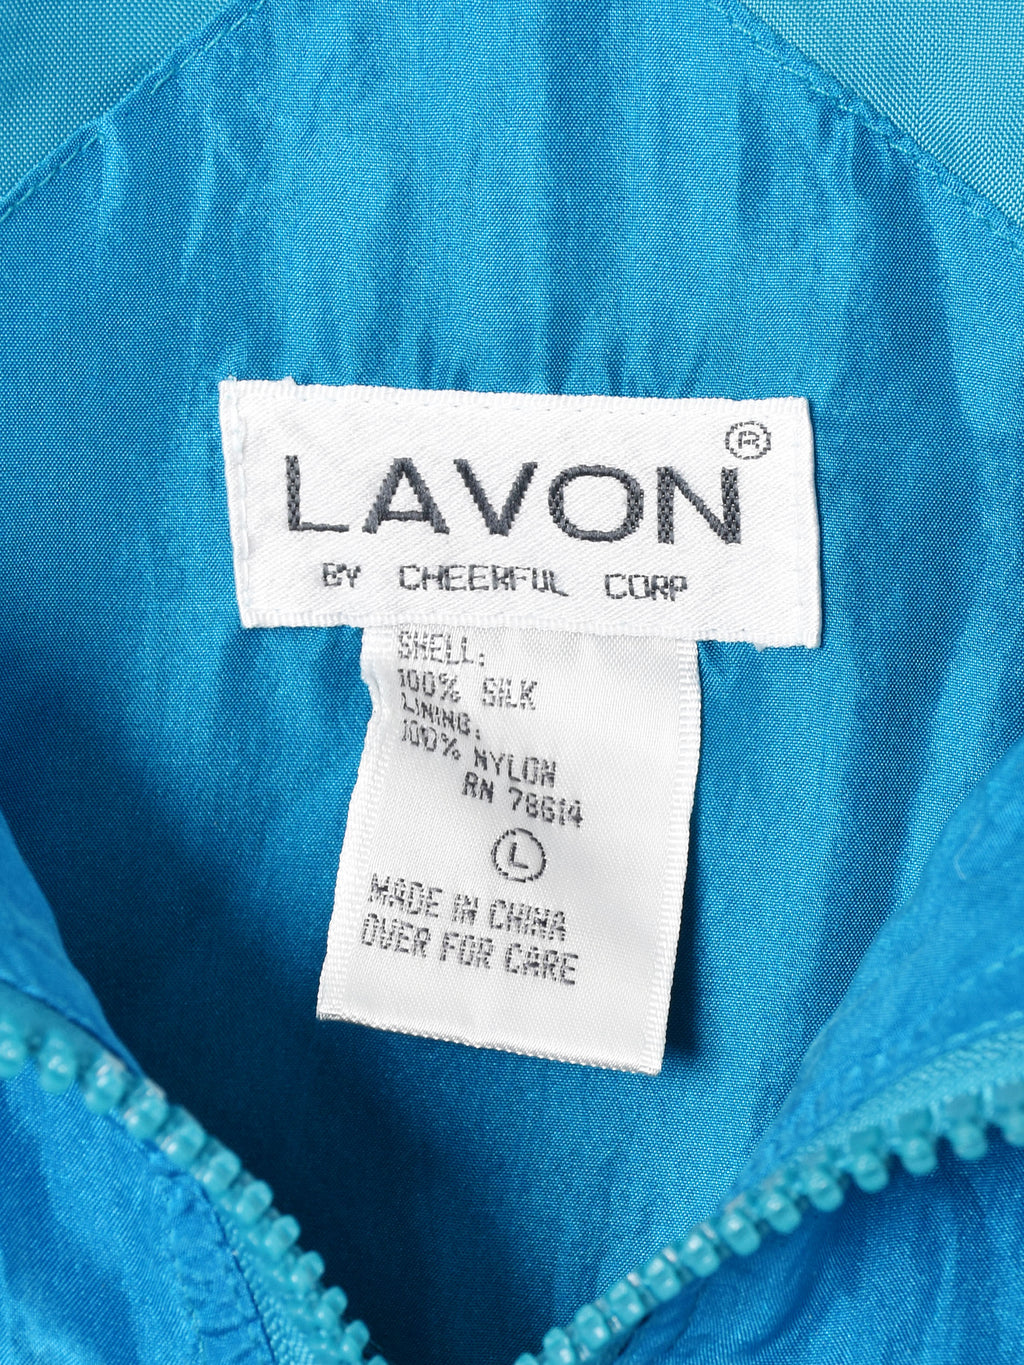 LAVON®
BY CHEERFUL CORP
SHELL:
100% SILK
LINING:
100% NYLON
RN 78614
L
MADE IN CHINA
OVER FOR CARE